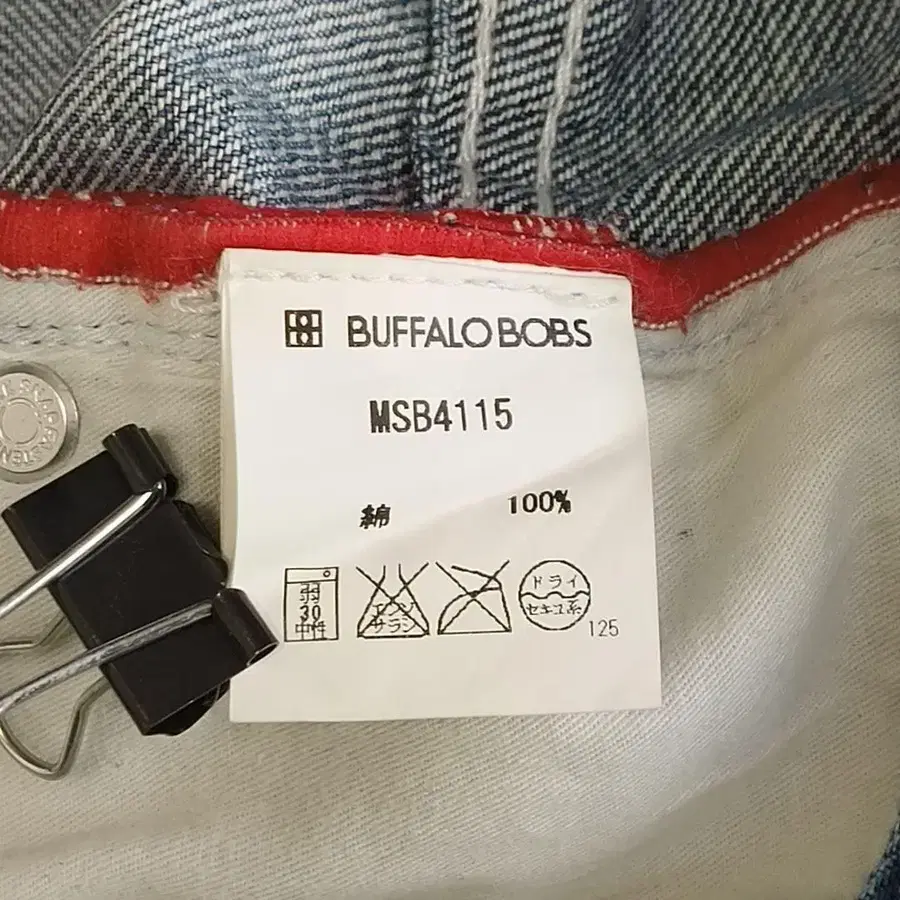 BUFFALO BOBS
MSB4115
綿 100%
弱
30
中性
エンソ
サラシ
ドライ
セキユ系
125